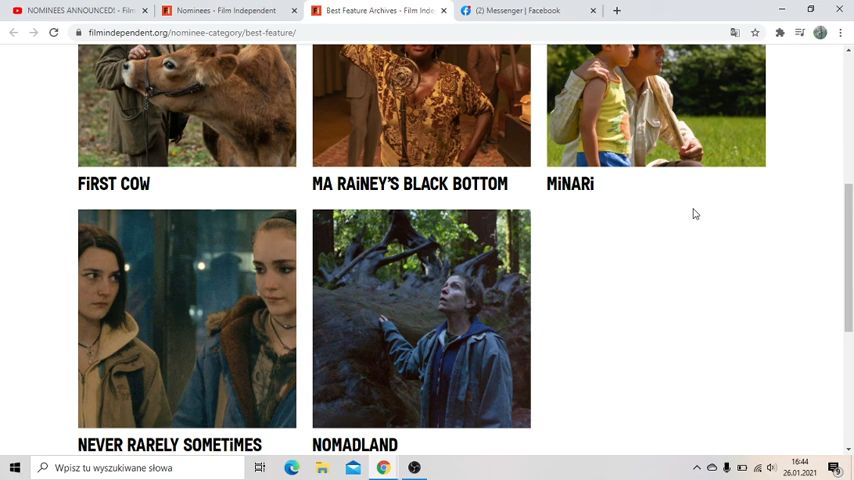 NOMINEES ANNOUNCED! - Film
Nominees - Film Independent
Best Feature Archives - Film Inde
(2) Messenger | Facebook
filmindependent.org/nominee-category/best-feature/
FiRST COW
MA RAiNEY'S BLACK BOTTOM
MiNARi
NEVER RARELY SOMETiMES
NOMADLAND
Wpisz tu wyszukiwane słowa
16:44
26.01.2021